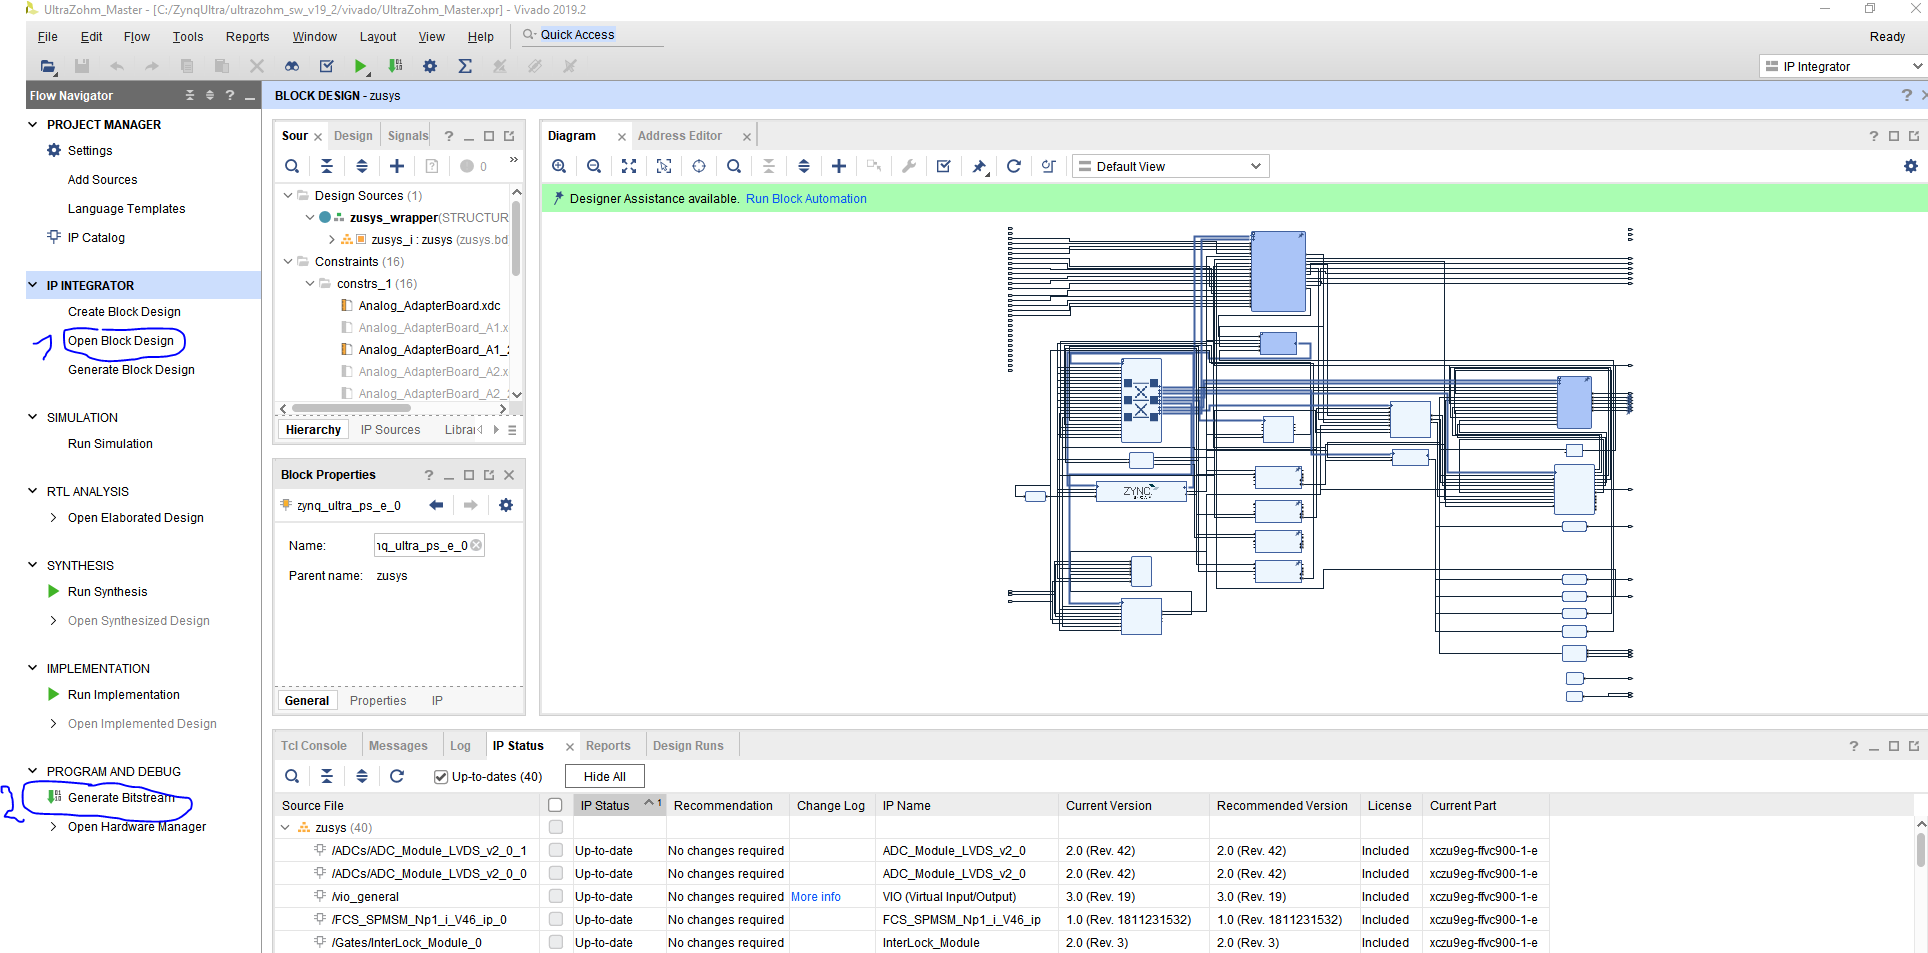 UltraZohm_Master - [C:/ZynqUltra/ultrazohm_sw_v19_2/vivado/UltraZohm_Master.xpr] - Vivado 2019.2
File Edit Flow Tools Reports Window Layout View Help Quick Access Ready
IP Integrator
Flow Navigator
BLOCK DESIGN - zusys
PROJECT MANAGER
Settings
Add Sources
Language Templates
IP Catalog
IP INTEGRATOR
Create Block Design
1 Open Block Design
Generate Block Design
SIMULATION
Run Simulation
RTL ANALYSIS
Open Elaborated Design
SYNTHESIS
Run Synthesis
Open Synthesized Design
IMPLEMENTATION
Run Implementation
Open Implemented Design
PROGRAM AND DEBUG
2 Generate Bitstream
Open Hardware Manager
Sour Design Signals
0
Design Sources (1)
zusys_wrapper(STRUCTUR
zusys_i : zusys (zusys.bd
Constraints (16)
constrs_1 (16)
Analog_AdapterBoard.xdc
Analog_AdapterBoard_A1.x
Analog_AdapterBoard_A1_2
Analog_AdapterBoard_A2.x
Analog_AdapterBoard_A2_
Hierarchy IP Sources Librar
Block Properties
zynq_ultra_ps_e_0
Name: nq_ultra_ps_e_0
Parent name: zusys
General Properties IP
Diagram Address Editor
Default View
Designer Assistance available. Run Block Automation
ZYNQ
Tcl Console Messages Log IP Status Reports Design Runs
Up-to-dates (40) Hide All
Source File IP Status 1 Recommendation Change Log IP Name Current Version Recommended Version License Current Part
zusys (40)
/ADCs/ADC_Module_LVDS_v2_0_1 Up-to-date No changes required ADC_Module_LVDS_v2_0 2.0 (Rev. 42) 2.0 (Rev. 42) Included xczu9eg-ffvc900-1-e
/ADCs/ADC_Module_LVDS_v2_0_0 Up-to-date No changes required ADC_Module_LVDS_v2_0 2.0 (Rev. 42) 2.0 (Rev. 42) Included xczu9eg-ffvc900-1-e
/vio_general Up-to-date No changes required More info VIO (Virtual Input/Output) 3.0 (Rev. 19) 3.0 (Rev. 19) Included xczu9eg-ffvc900-1-e
/FCS_SPMSM_Np1_i_V46_ip_0 Up-to-date No changes required FCS_SPMSM_Np1_i_V46_ip 1.0 (Rev. 1811231532) 1.0 (Rev. 1811231532) Included xczu9eg-ffvc900-1-e
/Gates/InterLock_Module_0 Up-to-date No changes required InterLock_Module 2.0 (Rev. 3) 2.0 (Rev. 3) Included xczu9eg-ffvc900-1-e